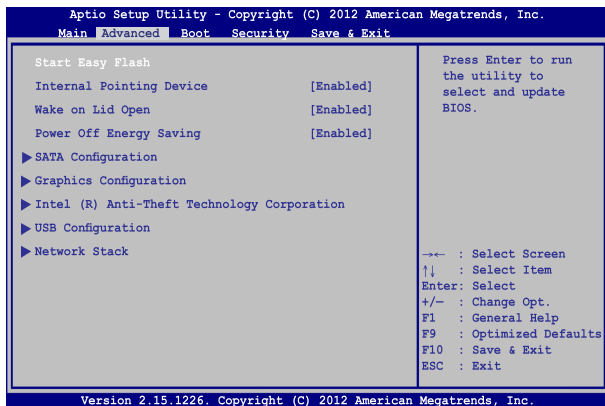 Aptio Setup Utility - Copyright (C) 2012 American Megatrends, Inc.
Main Advanced Boot Security Save & Exit
Start Easy Flash
Internal Pointing Device [Enabled]
Wake on Lid Open [Enabled]
Power Off Energy Saving [Enabled]
SATA Configuration
Graphics Configuration
Intel (R) Anti-Theft Technology Corporation
USB Configuration
Network Stack
Press Enter to run
the utility to
select and update
BIOS.
→← : Select Screen
↑↓ : Select Item
Enter: Select
+/— : Change Opt.
F1 : General Help
F9 : Optimized Defaults
F10 : Save & Exit
ESC : Exit
Version 2.15.1226. Copyright (C) 2012 American Megatrends, Inc.